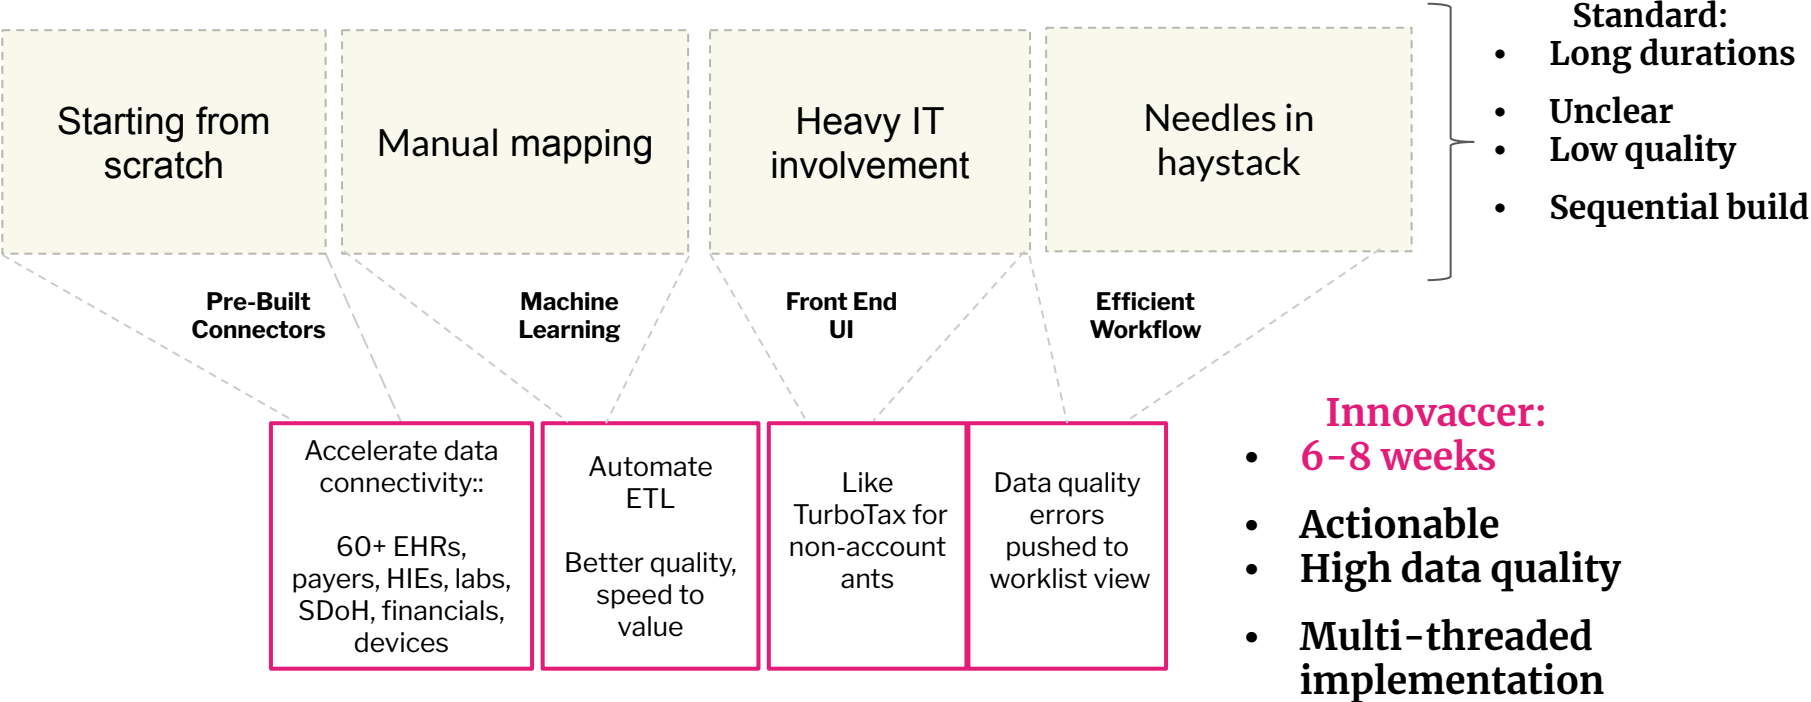 Starting from
scratch
Manual mapping
Heavy IT
involvement
Needles in
haystack
Standard:
• Long durations
• Unclear
• Low quality
• Sequential build
Pre-Built
Connectors
Machine
Learning
Front End
UI
Efficient
Workflow
Accelerate data
connectivity::
60+ EHRs,
payers, HIEs, labs,
SDoH, financials,
devices
Automate
ETL
Better quality,
speed to
value
Like
TurboTax for
non-account
ants
Data quality
errors
pushed to
worklist view
Innovaccer:
• 6-8 weeks
• Actionable
• High data quality
• Multi-threaded
implementation